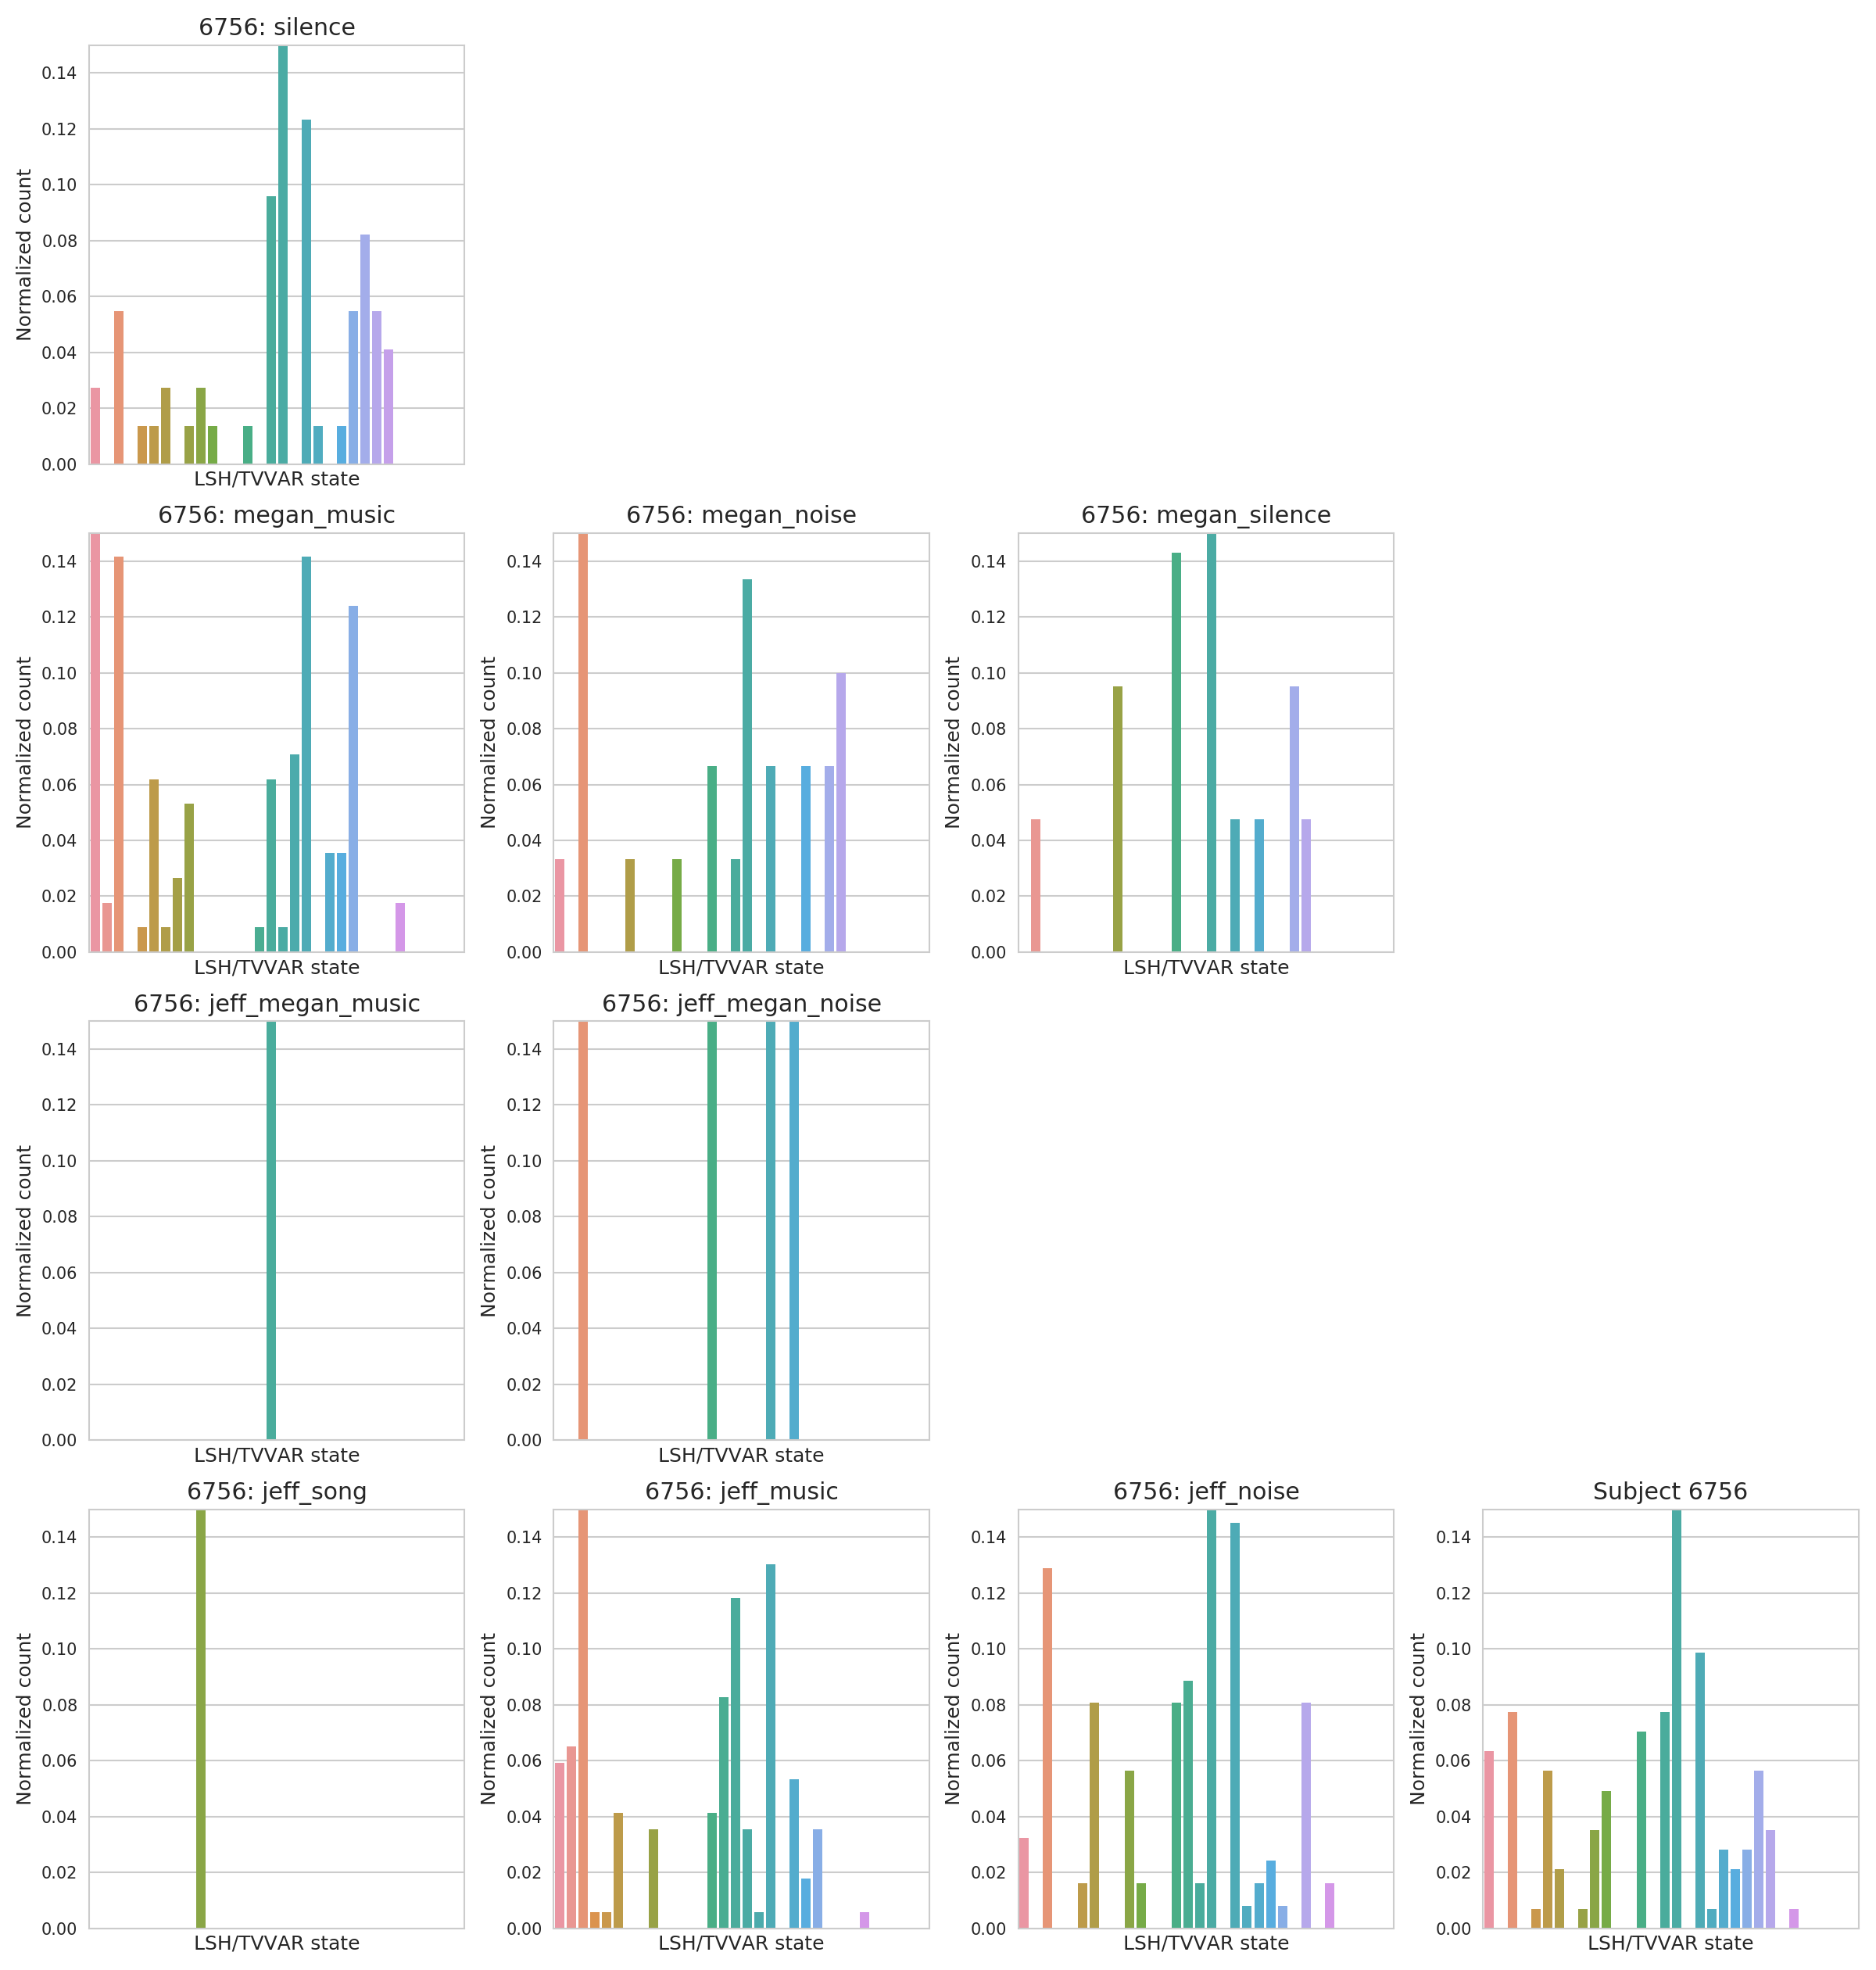 6756: silence
Normalized count
0.14
0.12
0.10
0.08
0.06
0.04
0.02
0.00
LSH/TVVAR state
6756: megan_music
Normalized count
0.14
0.12
0.10
0.08
0.06
0.04
0.02
0.00
LSH/TVVAR state
6756: megan_noise
Normalized count
0.14
0.12
0.10
0.08
0.06
0.04
0.02
0.00
LSH/TVVAR state
6756: megan_silence
Normalized count
0.14
0.12
0.10
0.08
0.06
0.04
0.02
0.00
LSH/TVVAR state
6756: jeff_megan_music
Normalized count
0.14
0.12
0.10
0.08
0.06
0.04
0.02
0.00
LSH/TVVAR state
6756: jeff_megan_noise
Normalized count
0.14
0.12
0.10
0.08
0.06
0.04
0.02
0.00
LSH/TVVAR state
6756: jeff_song
Normalized count
0.14
0.12
0.10
0.08
0.06
0.04
0.02
0.00
LSH/TVVAR state
6756: jeff_music
Normalized count
0.14
0.12
0.10
0.08
0.06
0.04
0.02
0.00
LSH/TVVAR state
6756: jeff_noise
Normalized count
0.14
0.12
0.10
0.08
0.06
0.04
0.02
0.00
LSH/TVVAR state
Subject 6756
Normalized count
0.14
0.12
0.10
0.08
0.06
0.04
0.02
0.00
LSH/TVVAR state